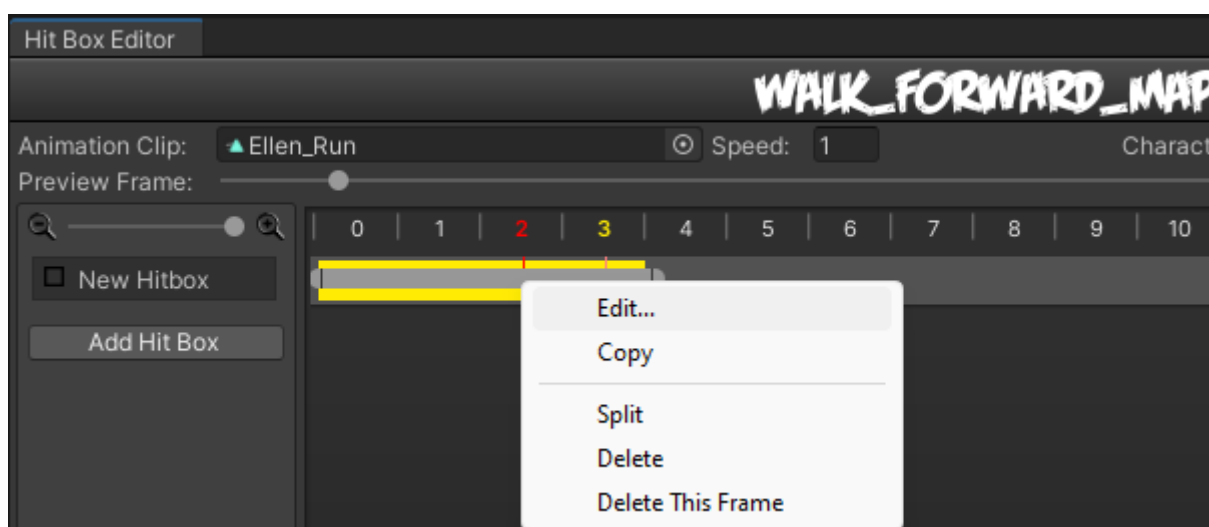 Hit Box Editor
WALK_FORWARD_MAP
Animation Clip: Ellen_Run Speed: 1 Charact
Preview Frame:
0 1 2 3 4 5 6 7 8 9 10
New Hitbox
Add Hit Box
Edit...
Copy
Split
Delete
Delete This Frame